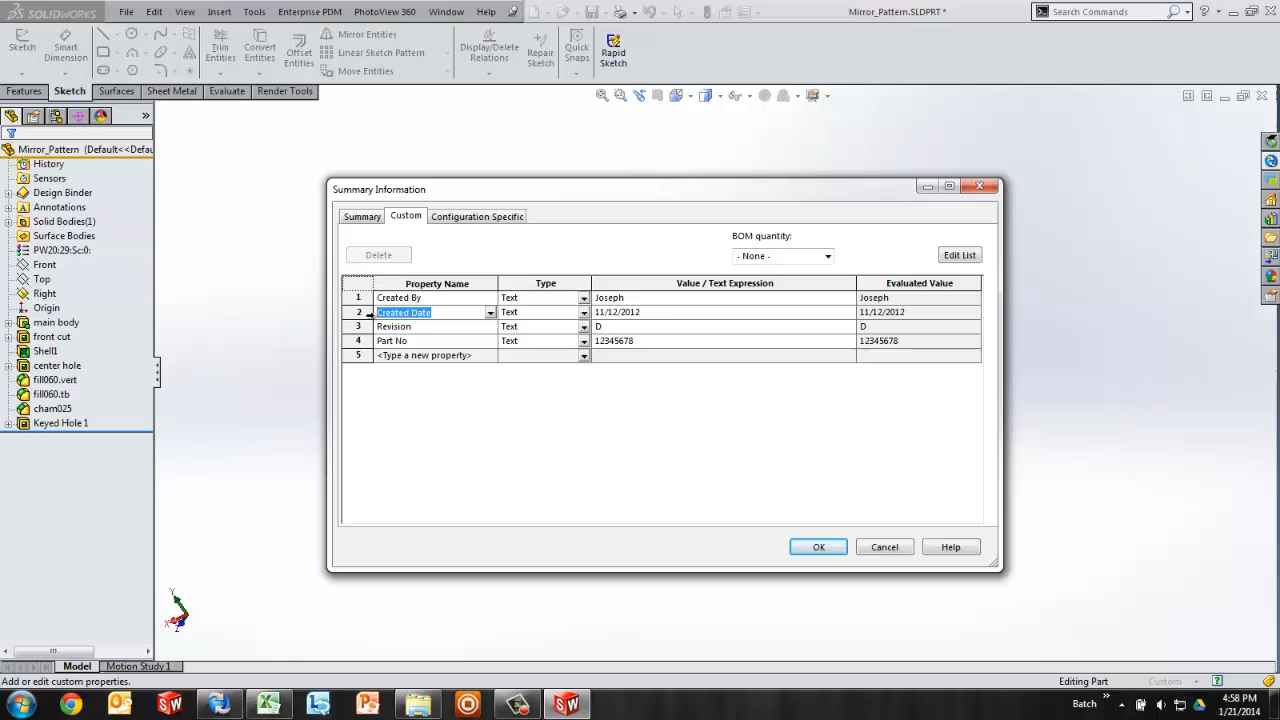 SOLIDWORKS File Edit View Insert Tools Enterprise PDM PhotoView 360 Window Help Mirror_Pattern.SLDPRT * Search Commands
Sketch Smart Dimension Trim Entities Convert Entities Offset Entities Mirror Entities Linear Sketch Pattern Move Entities Display/Delete Relations Repair Sketch Quick Snaps Rapid Sketch
Features Sketch Surfaces Sheet Metal Evaluate Render Tools
Mirror_Pattern (Default<<Defau
History
Sensors
Design Binder
Annotations
Solid Bodies(1)
Surface Bodies
PW20:29:Sc:0:
Front
Top
Right
Origin
main body
front cut
Shell1
center hole
fill060.vert
fill060.tb
cham025
Keyed Hole 1
Summary Information
Summary Custom Configuration Specific
BOM quantity:
Delete - None - Edit List
Property Name Type Value / Text Expression Evaluated Value
1 Created By Text Joseph Joseph
2 Created Date Text 11/12/2012 11/12/2012
3 Revision Text D D
4 Part No Text 12345678 12345678
5 <Type a new property>
OK Cancel Help
Y
X
Z
Model Motion Study 1
Add or edit custom properties. Editing Part Custom
Batch 4:58 PM
1/21/2014